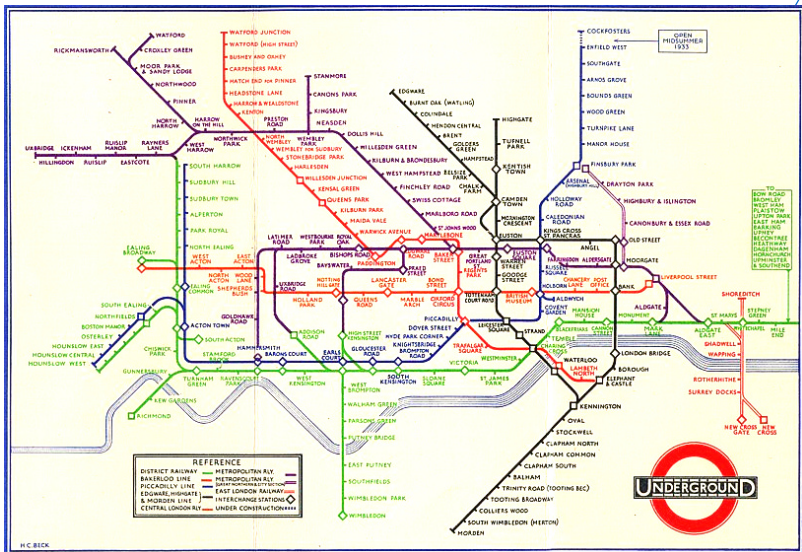 WATFORD
CROXLEY GREEN
RICKMANSWORTH
MOOR PARK
& SANDY LODGE
NORTHWOOD
PINNER
NORTH
HARROW
HARROW
ON THE HILL
WATFORD JUNCTION
WATFORD (HIGH STREET)
BUSHEY AND OXHEY
CARPENDERS PARK
HATCH END FOR PINNER
HEADSTONE LANE
HARROW & WEALDSTONE
KENTON
STANMORE
CANONS PARK
KINGSBURY
NEASDEN
NORTHWICK
PARK
PRESTON
ROAD
WEMBLEY
PARK
DOLLIS HILL
WILLESDEN GREEN
KILBURN & BRONDESBURY
WEST HAMPSTEAD
FINCHLEY ROAD
SWISS COTTAGE
MARLBORO ROAD
ST JOHNS WOOD
UXBRIDGE
ICKENHAM
RUISLIP
MANOR
RAYNERS
LANE
WEST
HARROW
HILLINGDON
RUISLIP
EASTCOTE
NORTH
WEMBLEY
WEMBLEY FOR SUDBURY
STONEBRIDGE PARK
HARLESDEN
WILLESDEN JUNCTION
KENSAL GREEN
QUEENS PARK
KILBURN PARK
MAIDA VALE
WARWICK AVENUE
EDGWARE
BURNT OAK (WATLING)
COLINDALE
HENDON CENTRAL
BRENT
GOLDERS
GREEN
HAMPSTEAD
BELSIZE
PARK
CHALK
FARM
HIGHGATE
TUFNELL
PARK
KENTISH
TOWN
CAMDEN
TOWN
MORNINGTON
CRESCENT
EUSTON
COCKFOSTERS
ENFIELD WEST
SOUTHGATE
ARNOS GROVE
BOUNDS GREEN
WOOD GREEN
TURNPIKE LANE
MANOR HOUSE
FINSBURY PARK
OPEN
MIDSUMMER
1933
ARSENAL
(HIGHBURY HILL)
HOLLOWAY
ROAD
CALEDONIAN
ROAD
KINGS CROSS
ST PANCRAS
DRAYTON PARK
HIGHBURY & ISLINGTON
CANONBURY & ESSEX ROAD
OLD STREET
MOORGATE
ANGEL
TO
BOW ROAD
BROMLEY
WEST HAM
PLAISTOW
UPTON PARK
EAST HAM
BARKING
UPNEY
BECONTREE
HEATHWAY
DAGENHAM
HORNCHURCH
UPMINSTER
& SOUTHEND
SOUTH HARROW
SUDBURY HILL
SUDBURY TOWN
ALPERTON
PARK ROYAL
NORTH EALING
EALING
BROADWAY
WEST
ACTON
EAST
ACTON
EALING
COMMON
NORTH
ACTON
WOOD LANE
SHEPHERDS
BUSH
LATIMER
ROAD
WESTBOURNE
PARK
ROYAL
OAK
LADBROKE
GROVE
BISHOPS ROAD
PADDINGTON
EDGWARE
ROAD
MARYLEBONE
BAKER
STREET
GREAT
PORTLAND
ST
REGENTS
PARK
BAYSWATER
PRAED
STREET
UXBRIDGE
ROAD
NOTTING
HILL GATE
LANCASTER
GATE
BOND
STREET
HOLLAND
PARK
QUEENS
ROAD
MARBLE
ARCH
OXFORD
CIRCUS
EUSTON
SQUARE
WARREN
STREET
GOODGE
STREET
TOTTENHAM
COURT ROAD
RUSSELL
SQUARE
FARRINGDON
ALDERSGATE
HOLBORN
CHANCERY
LANE
POST
OFFICE
BRITISH
MUSEUM
ALDWYCH
BANK
LIVERPOOL STREET
COVENT
GARDEN
LEICESTER
SQUARE
STRAND
MANSION
HOUSE
MONUMENT
BLACKFRIARS
CANNON
STREET
MARK
LANE
ALDGATE
ALDGATE
EAST
ST MARYS
SHOREDITCH
STEPNEY
GREEN
WHITECHAPEL
MILE
END
SHADWELL
WAPPING
ROTHERHITHE
SURREY DOCKS
NEW CROSS
GATE
NEW
CROSS
SOUTH EALING
NORTHFIELDS
BOSTON MANOR
OSTERLEY
HOUNSLOW EAST
HOUNSLOW CENTRAL
HOUNSLOW WEST
ACTON TOWN
SOUTH ACTON
CHISWICK
PARK
GUNNERSBURY
KEW GARDENS
RICHMOND
GOLDHAWK
ROAD
HAMMERSMITH
STAMFORD
BROOK
TURNHAM
GREEN
RAVENSCOURT
PARK
BARONS COURT
WEST
KENSINGTON
ADDISON
ROAD
HIGH STREET
KENSINGTON
EARLS
COURT
GLOUCESTER
ROAD
SOUTH
KENSINGTON
PICCADILLY
DOVER STREET
HYDE PARK CORNER
KNIGHTSBRIDGE
BROMPTON
ROAD
SLOANE
SQUARE
VICTORIA
ST JAMES
PARK
WESTMINSTER
TRAFALGAR
SQUARE
CHARING
CROSS
TEMPLE
WATERLOO
LAMBETH
NORTH
LONDON BRIDGE
BOROUGH
ELEPHANT
& CASTLE
KENNINGTON
OVAL
STOCKWELL
CLAPHAM NORTH
CLAPHAM COMMON
CLAPHAM SOUTH
BALHAM
TRINITY ROAD (TOOTING BEC)
TOOTING BROADWAY
COLLIERS WOOD
SOUTH WIMBLEDON (MERTON)
MORDEN
WEST
BROMPTON
WALHAM GREEN
PARSONS GREEN
PUTNEY BRIDGE
EAST PUTNEY
SOUTHFIELDS
WIMBLEDON PARK
WIMBLEDON
REFERENCE
DISTRICT RAILWAY
BAKERLOO LINE
PICCADILLY LINE
EDGWARE, HIGHGATE
& MORDEN LINE
CENTRAL LONDON RLY
METROPOLITAN RLY.
METROPOLITAN RLY.
(GREAT NORTHERN & CITY SECTION)
EAST LONDON RAILWAY
INTERCHANGE STATIONS
UNDER CONSTRUCTION
UNDERGROUND
H.C. BECK